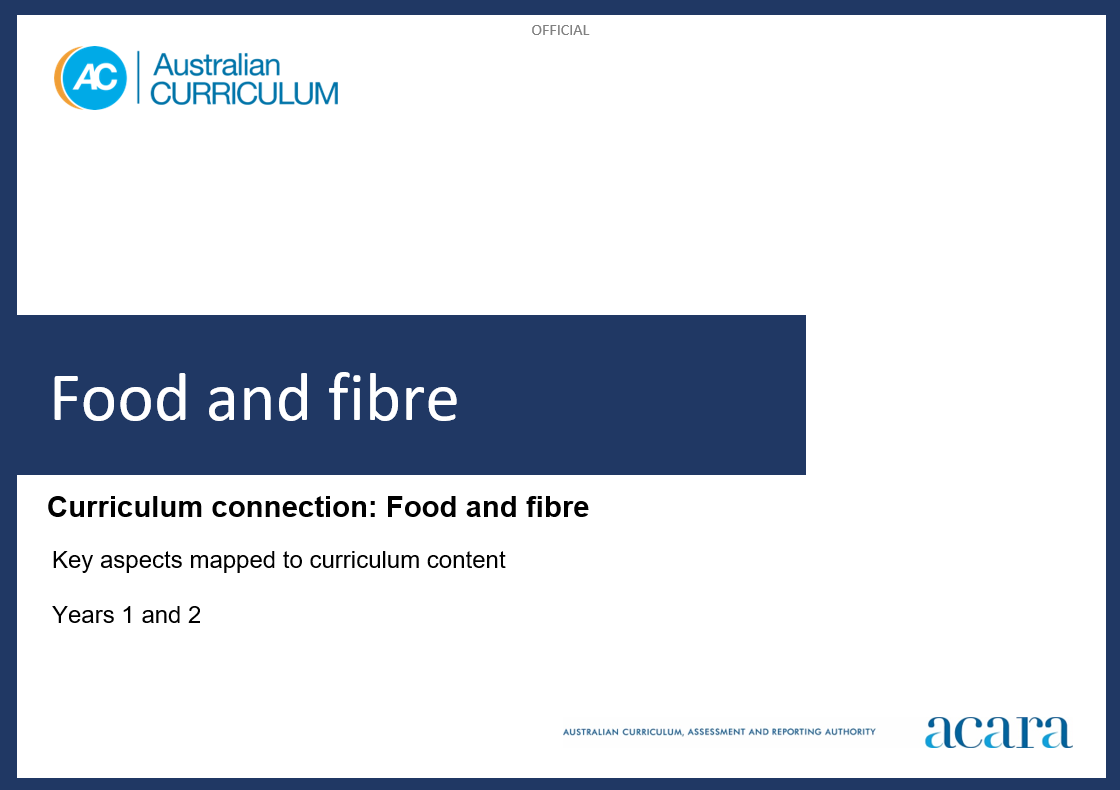 OFFICIAL
AC
Australian
CURRICULUM
Food and fibre
Curriculum connection: Food and fibre
Key aspects mapped to curriculum content
Years 1 and 2
AUSTRALIAN CURRICULUM, ASSESSMENT AND REPORTING AUTHORITY
acara